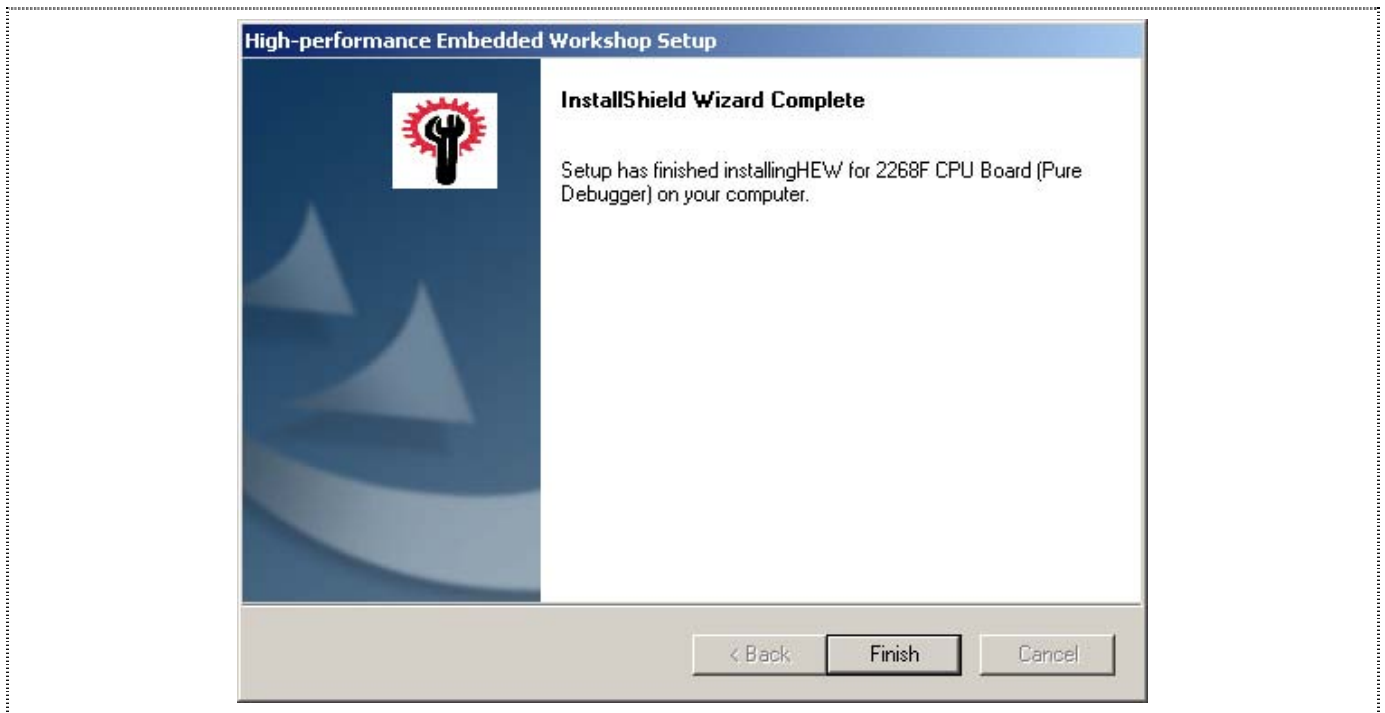 High-performance Embedded Workshop Setup
InstallShield Wizard Complete
Setup has finished installingHEW for 2268F CPU Board (Pure
Debugger) on your computer.
< Back Finish Cancel